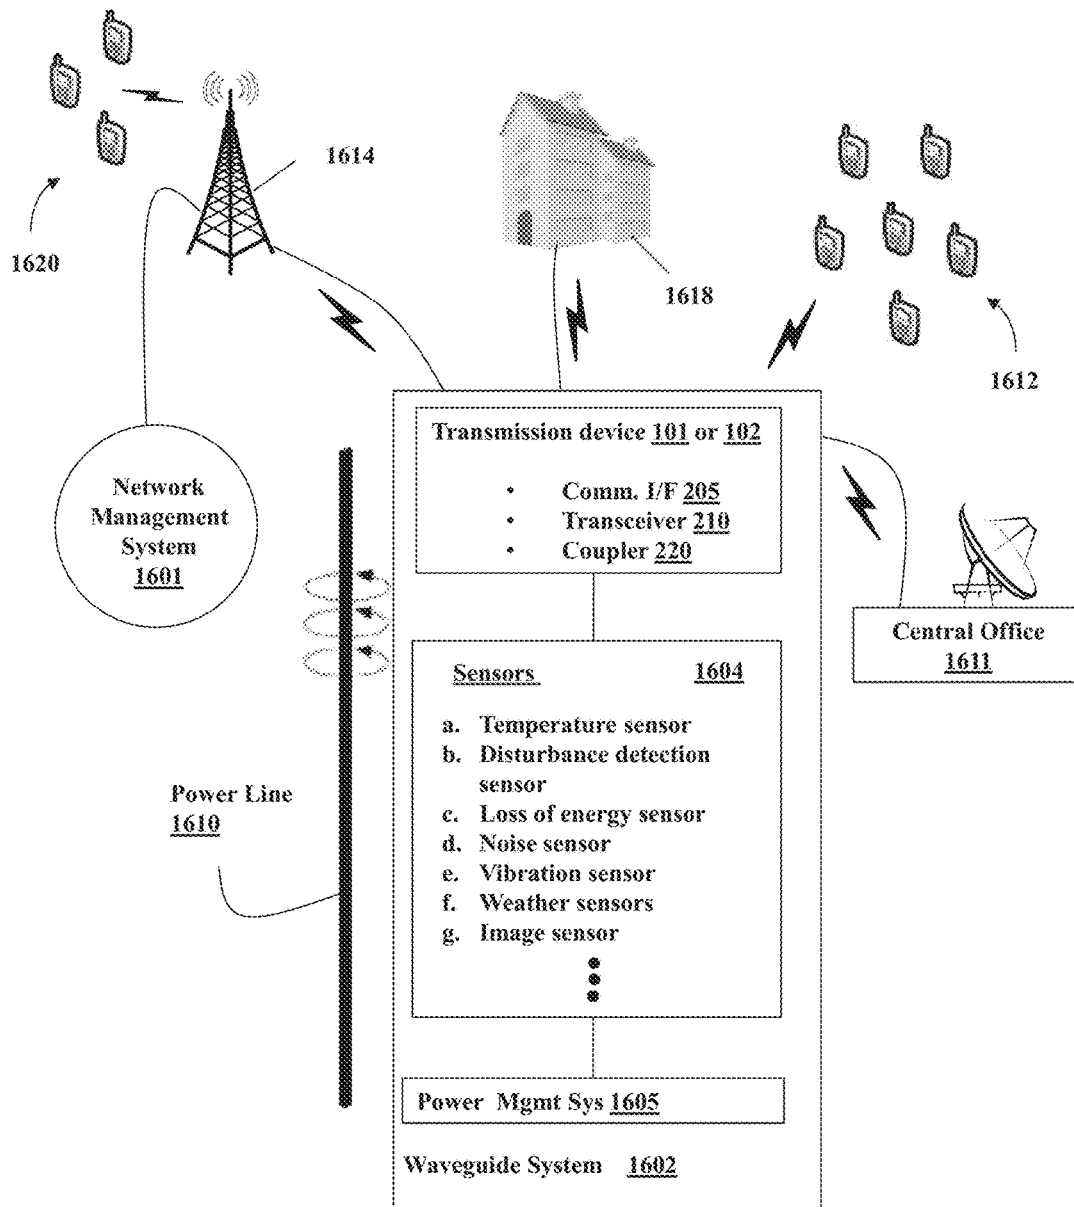 1614
1620
1618
1612
Transmission device 101 or 102
• Comm. I/F 205
• Transceiver 210
• Coupler 220
Network
Management
System
1601
Central Office
1611
Sensors 1604
a. Temperature sensor
b. Disturbance detection
sensor
c. Loss of energy sensor
d. Noise sensor
e. Vibration sensor
f. Weather sensors
g. Image sensor
Power Line
1610
Power Mgmt Sys 1605
Waveguide System 1602